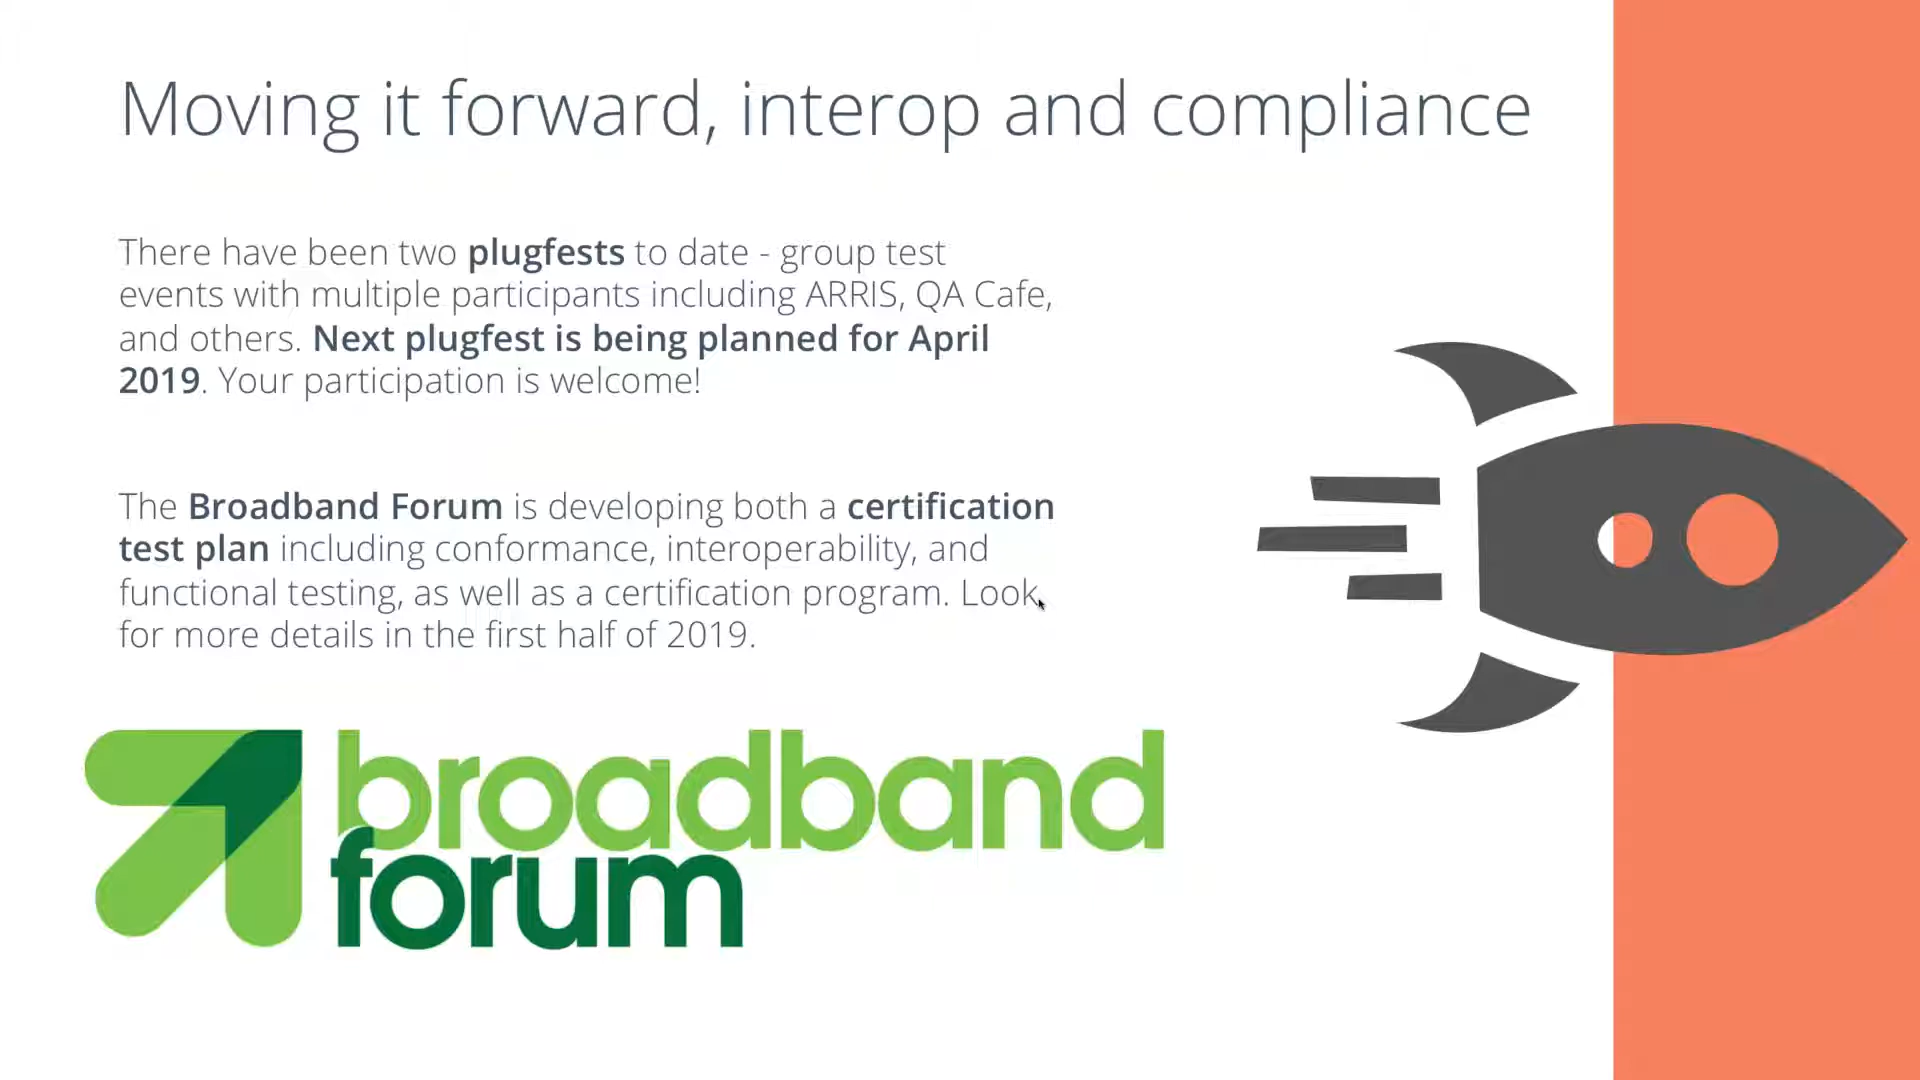 Moving it forward, interop and compliance
There have been two plugfests to date - group test
events with multiple participants including ARRIS, QA Cafe,
and others. Next plugfest is being planned for April
2019. Your participation is welcome!
The Broadband Forum is developing both a certification
test plan including conformance, interoperability, and
functional testing, as well as a certification program. Look
for more details in the first half of 2019.
broadband
forum